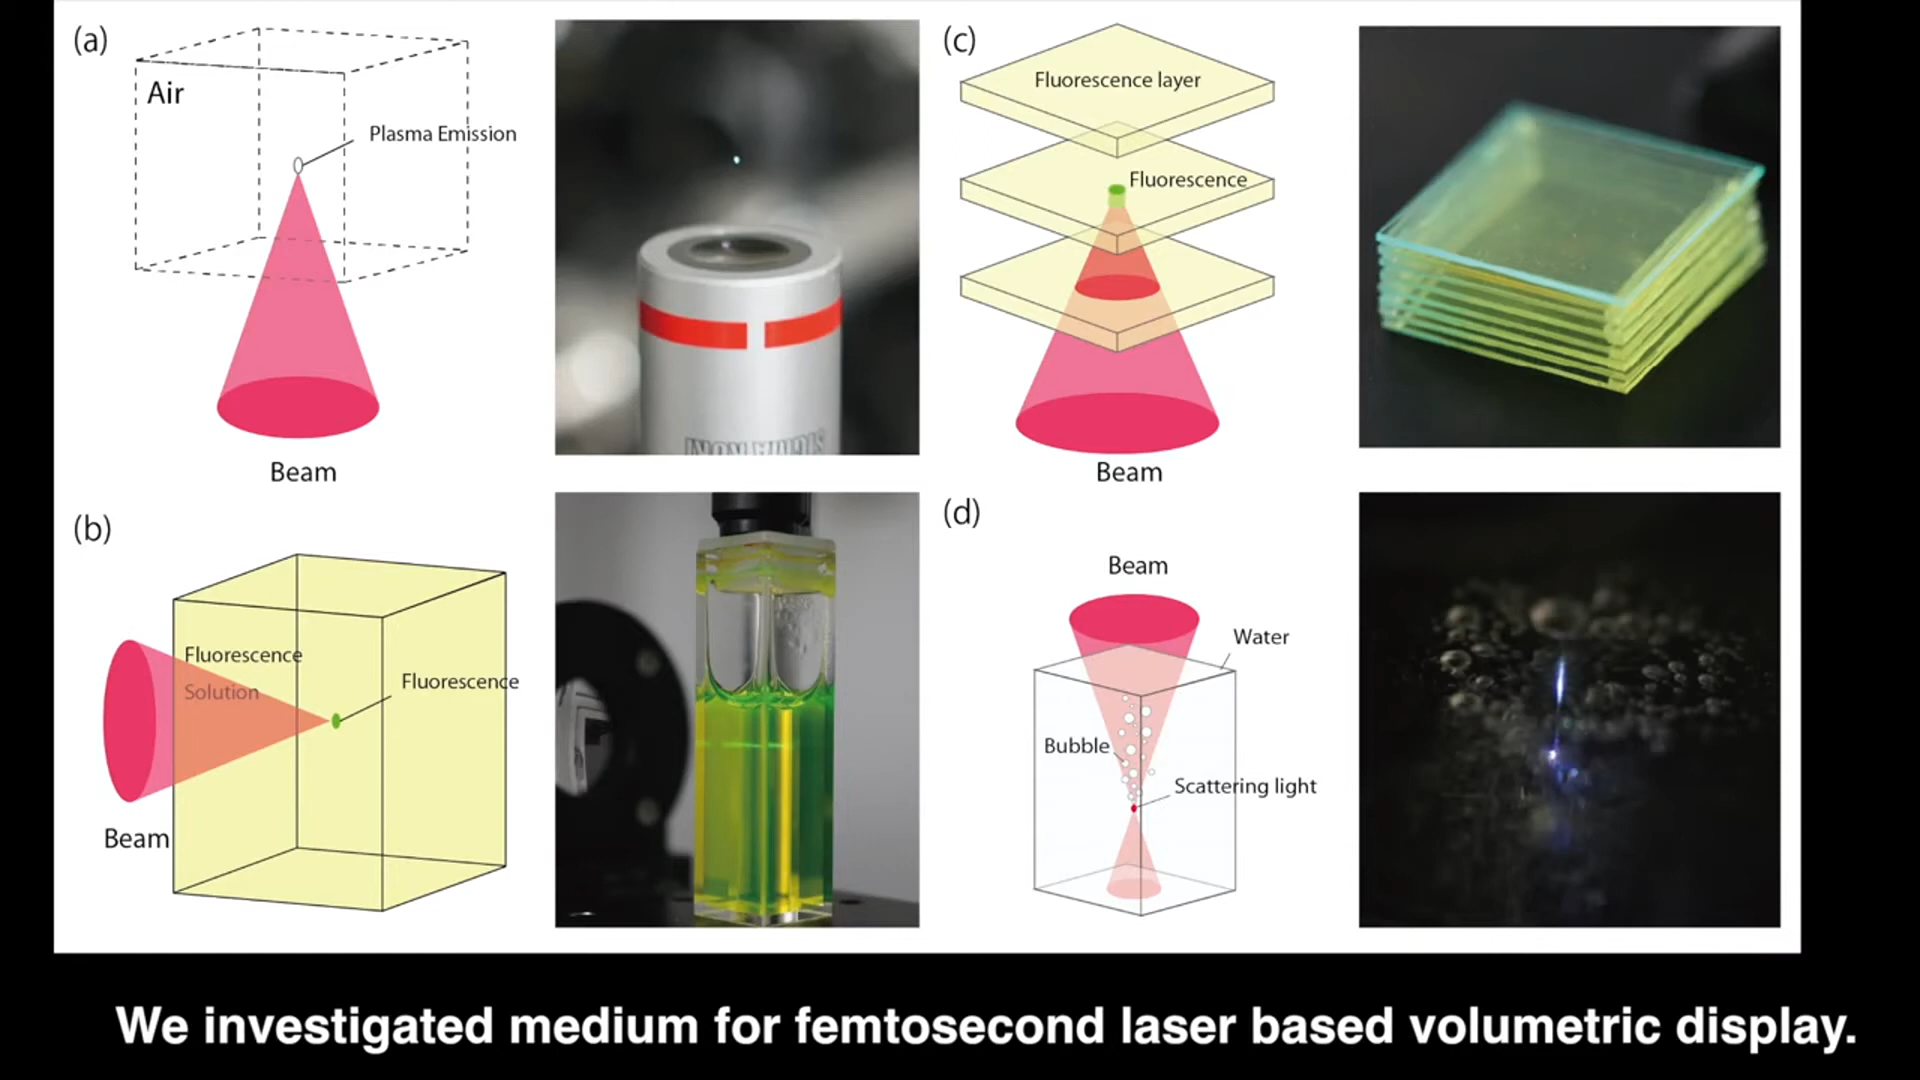 (a)
Air
Plasma Emission
Beam
(b)
Fluorescence
Solution
Fluorescence
Beam
(c)
Fluorescence layer
Fluorescence
Beam
(d)
Beam
Water
Bubble
Scattering light
We investigated medium for femtosecond laser based volumetric display.